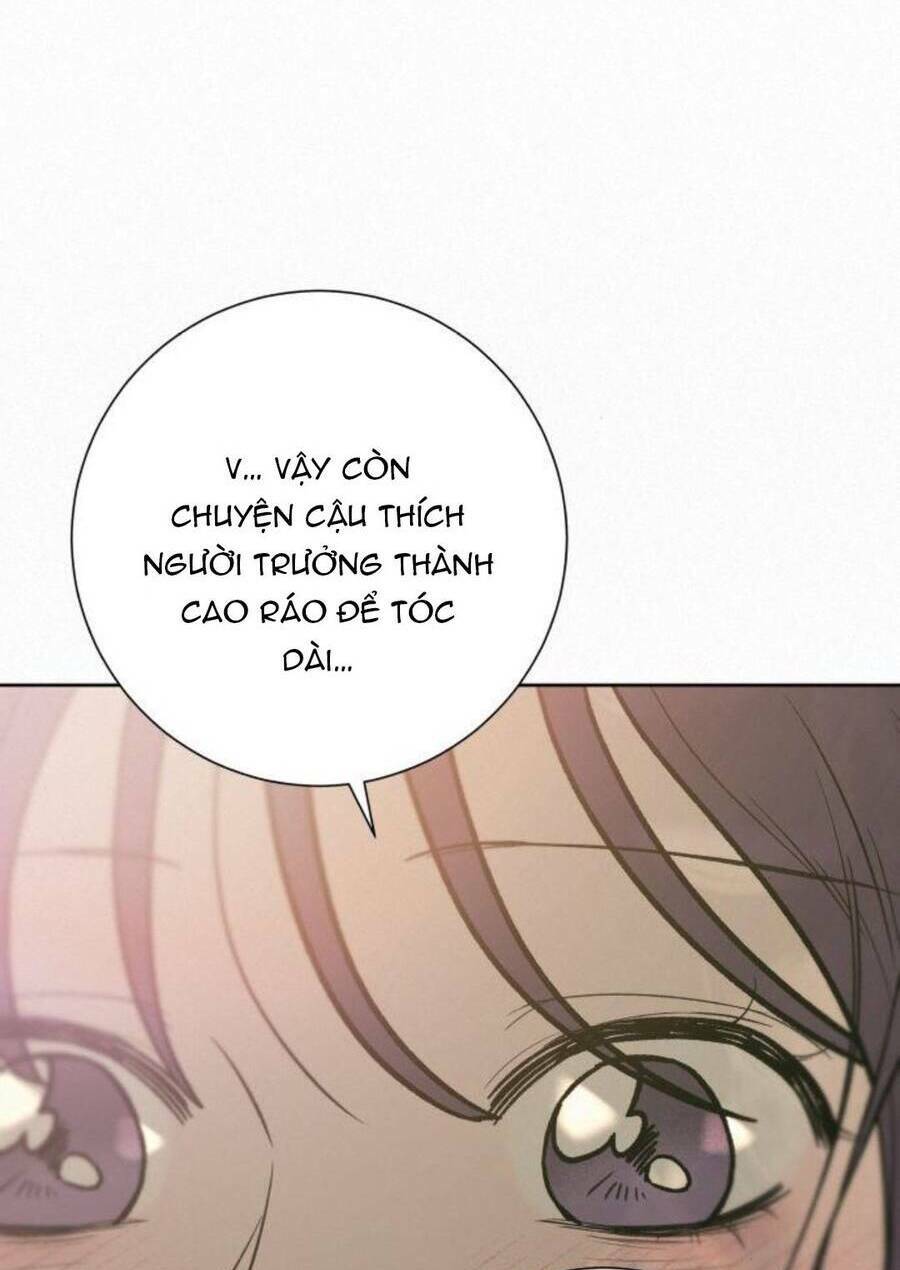 V... VẬY CÒN
CHUYỆN CẬU THÍCH
NGƯỜI TRƯỞNG THÀNH
CAO RÁO ĐỂ TÓC
DÀI...